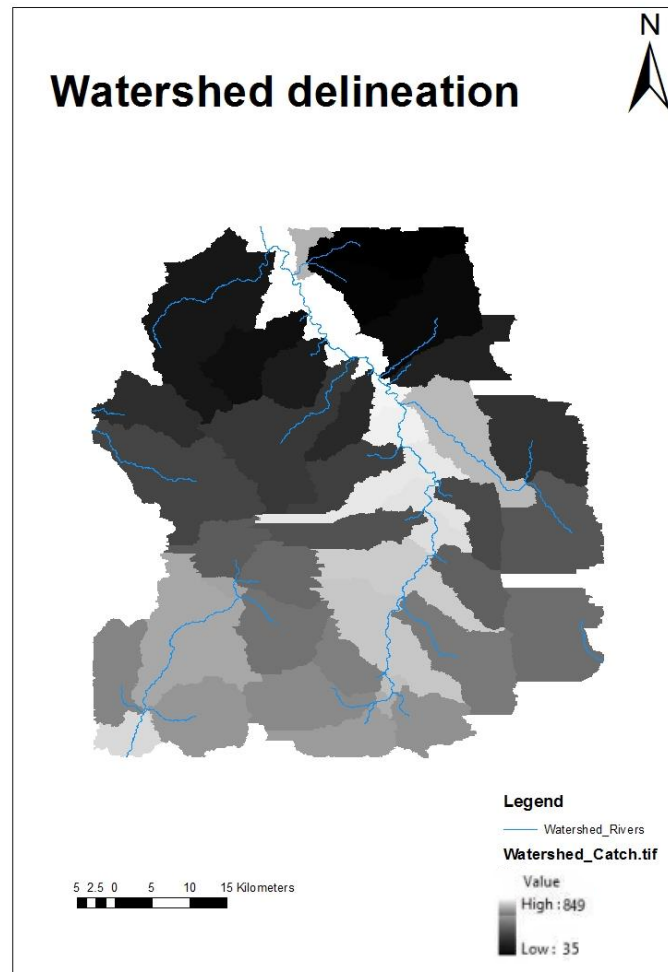 N
Watershed delineation
Legend
Watershed_Rivers
Watershed_Catch.tif
Value
High : 849
Low : 35
5 2.5 0 5 10 15 Kilometers